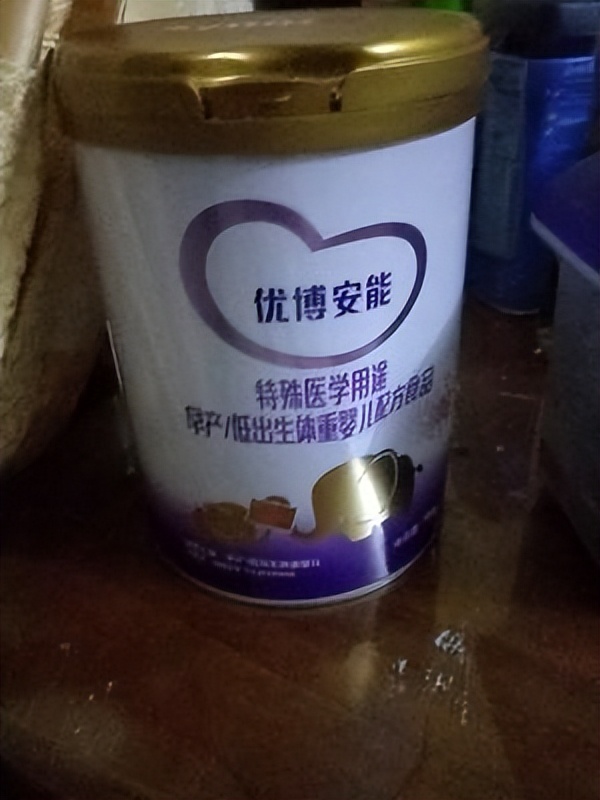 优博安能
特殊医学用途
早产/低出生体重婴儿配方食品